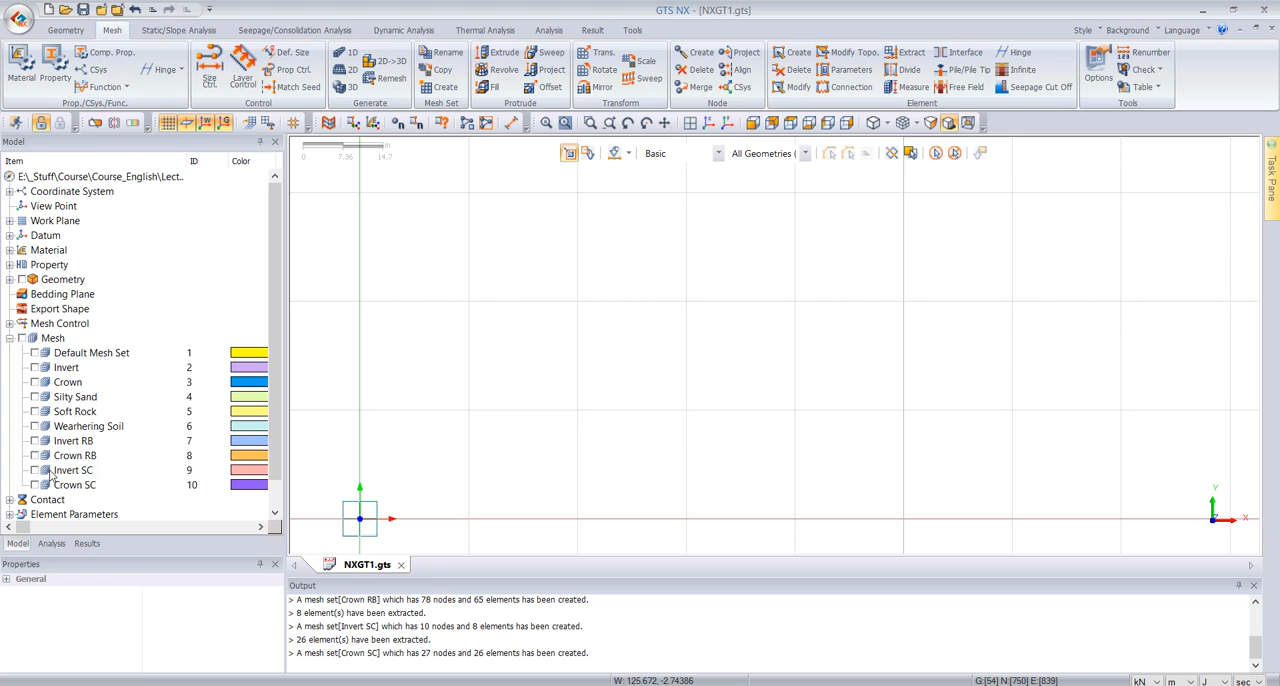 GTS NX - [NXGT1.gts]
Geometry Mesh Static/Slope Analysis Seepage/Consolidation Analysis Dynamic Analysis Thermal Analysis Analysis Result Tools Style Background Language
Material Property Comp. Prop. CSys Function Hinge
Size Ctrl. Layer Control Def. Size Prop Ctrl. Match Seed
1D 2D 3D 2D->3D Remesh
Rename Copy Create
Extrude Revolve Fill Sweep Project Offset
Trans. Rotate Mirror Scale Sweep
Create Delete Merge Project Align CSys
Create Delete Modify Modify Topo. Parameters Connection Extract Divide Measure Interface Pile/Pile Tip Free Field Hinge Infinite Seepage Cut Off
Options Renumber Check Table
Prop./CSys./Func. Control Generate Mesh Set Protrude Transform Node Element Tools
Model
Item ID Color
E:\_Stuff\Course\Course_English\Lect..
Coordinate System
View Point
Work Plane
Datum
Material
Property
Geometry
Bedding Plane
Export Shape
Mesh Control
Mesh
Default Mesh Set 1
Invert 2
Crown 3
Silty Sand 4
Soft Rock 5
Wearhering Soil 6
Invert RB 7
Crown RB 8
Invert SC 9
Crown SC 10
Contact
Element Parameters
Model Analysis Results
Properties
General
0 7.36 14.7 m
Basic All Geometries (
Task Pane
Y
X
NXGT1.gts
Output
> A mesh set[Crown RB] which has 78 nodes and 65 elements has been created.
> 8 element(s) have been extracted.
> A mesh set[Invert SC] which has 10 nodes and 8 elements has been created.
> 26 element(s) have been extracted.
> A mesh set[Crown SC] which has 27 nodes and 26 elements has been created.
W: 125.672, -2.74386 G:[54] N:[750] E:[839] kN m J sec